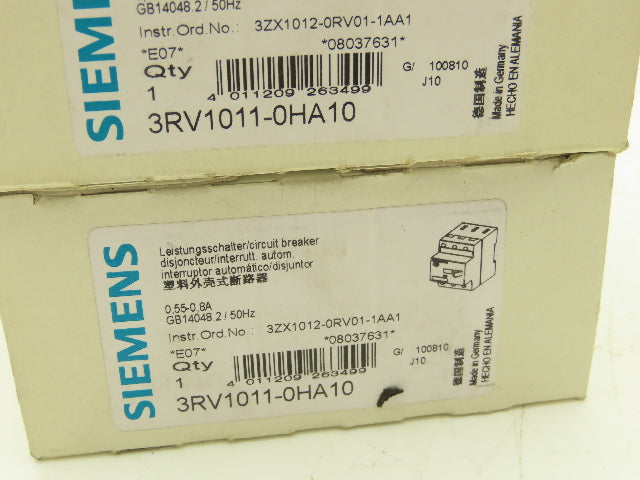 SIEMENS
GB14048.2 / 50Hz
Instr.Ord.No.: 3ZX1012-0RV01-1AA1
*E07* *08037631*
Qty
1
4 011209 263499
G/ 100810
J10
3RV1011-0HA10
德国制造
Made in Germany
HECHO EN ALEMANIA
SIEMENS
Leistungsschalter/circuit breaker
disjoncteur/interrutt. autom.
interruptor automático/disjuntor
塑料外壳式断路器
0,55-0,8A
GB14048.2 / 50Hz
Instr.Ord.No.: 3ZX1012-0RV01-1AA1
*E07* *08037631*
Qty
1
4 011209 263499
G/ 100810
J10
3RV1011-0HA10
德国制造
Made in Germany
HECHO EN ALEMANIA